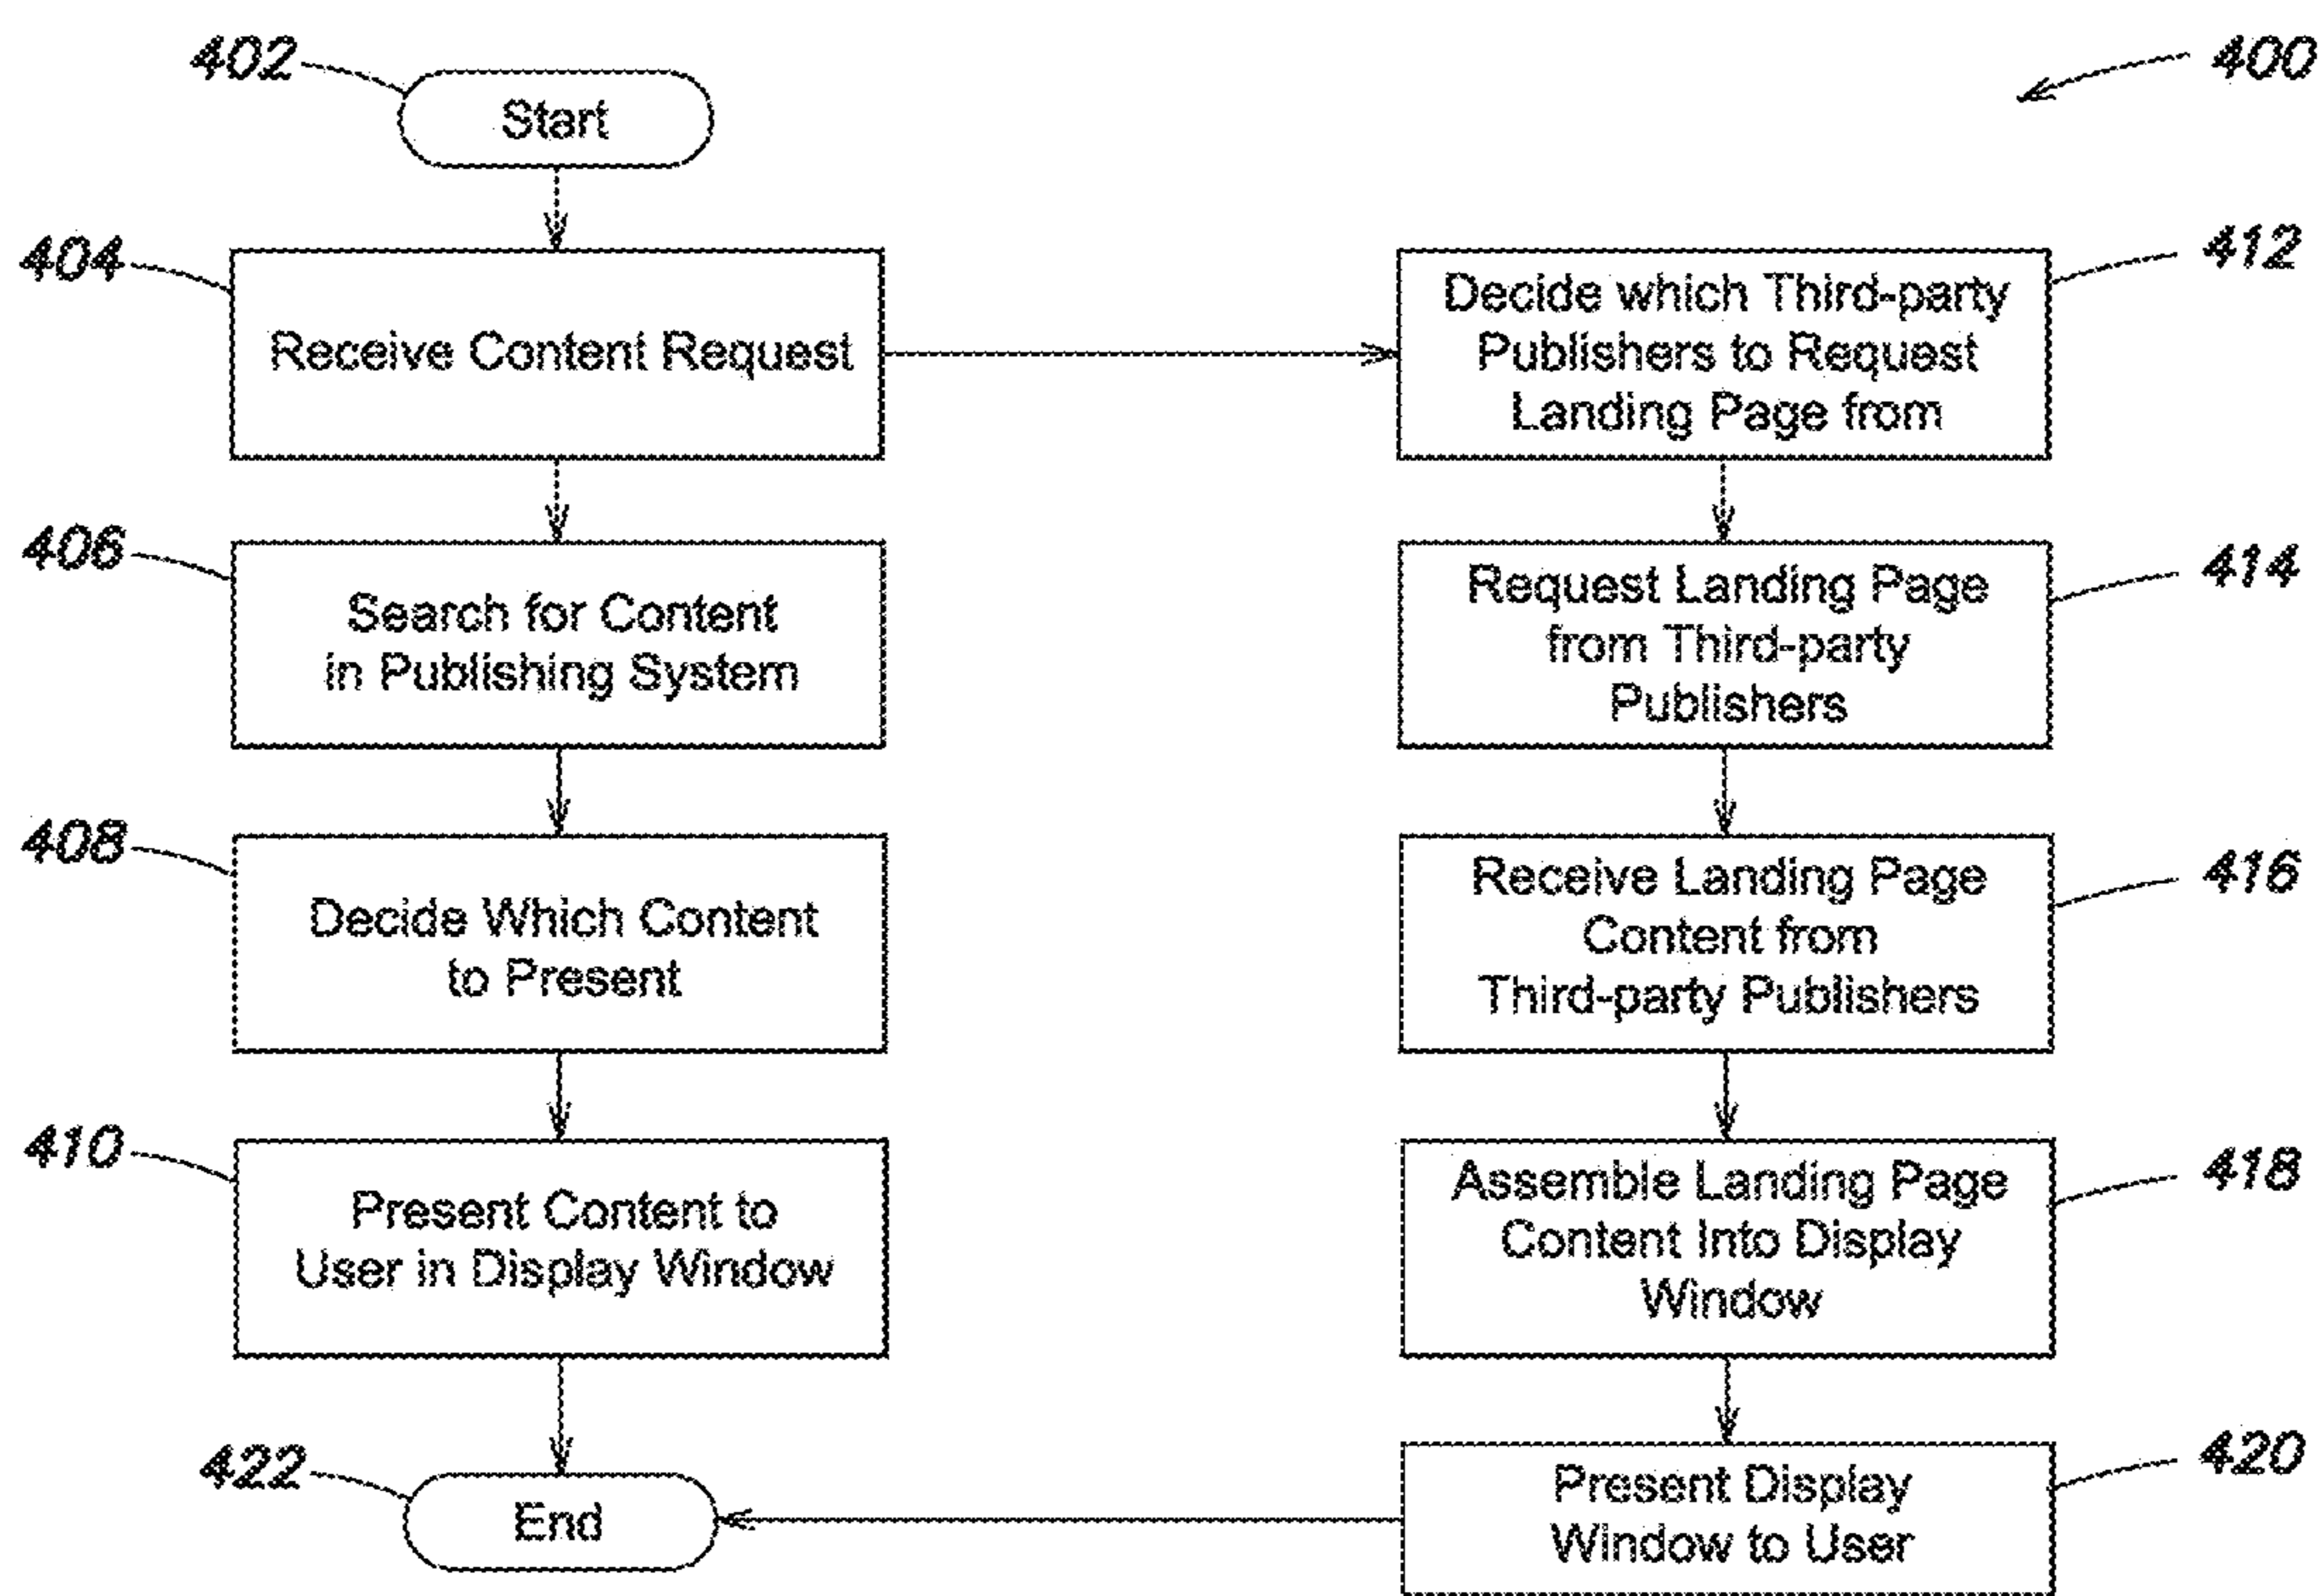 402
Start
400
404
Receive Content Request
412
Decide which Third-party
Publishers to Request
Landing Page from
406
Search for Content
in Publishing System
414
Request Landing Page
from Third-party
Publishers
408
Decide Which Content
to Present
416
Receive Landing Page
Content from
Third-party Publishers
410
Present Content to
User in Display Window
418
Assemble Landing Page
Content Into Display
Window
422
End
420
Present Display
Window to User